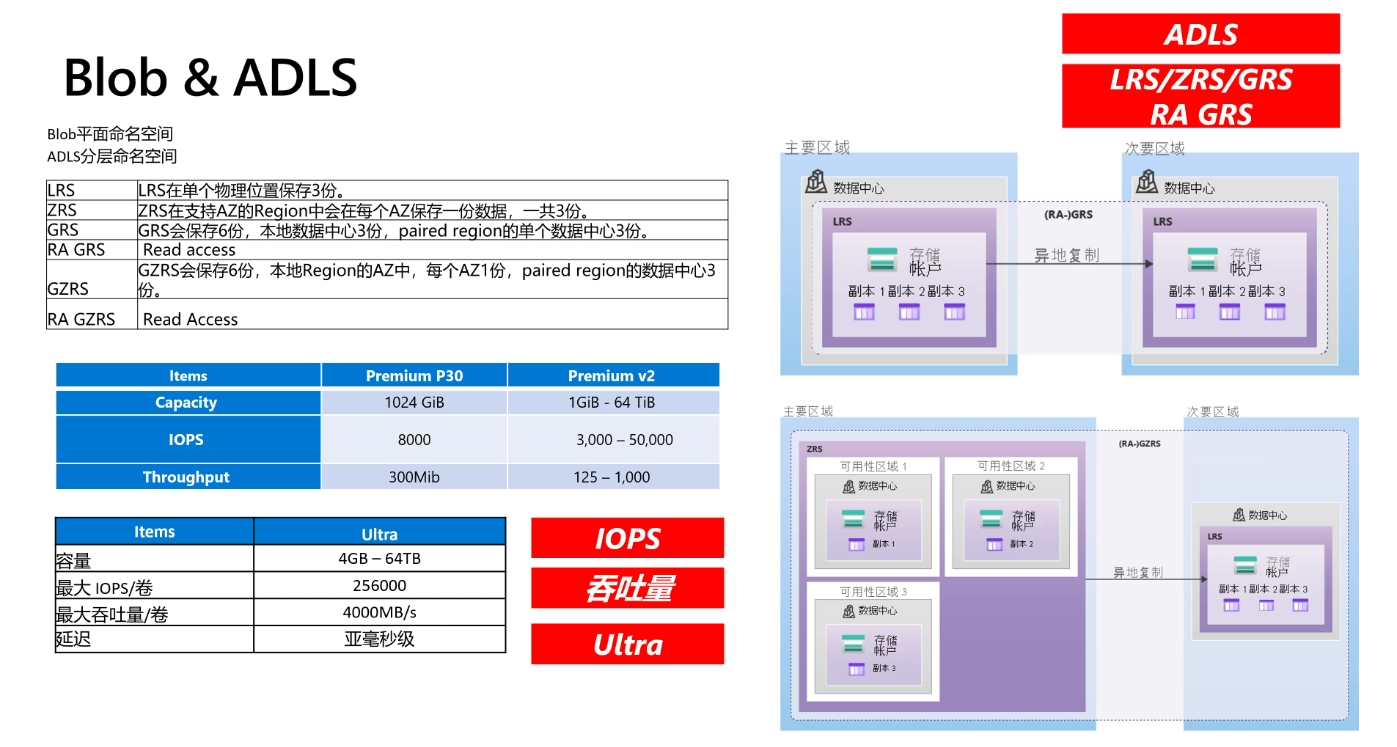 ADLS
LRS/ZRS/GRS
RA GRS
Blob & ADLS
Blob平面命名空间
ADLS分层命名空间
LRS LRS在单个物理位置保存3份。
ZRS ZRS在支持AZ的Region中会在每个AZ保存一份数据，一共3份。
GRS GRS会保存6份，本地数据中心3份，paired region的单个数据中心3份。
RA GRS Read access
GZRS GZRS会保存6份，本地Region的AZ中，每个AZ1份，paired region的数据中心3
份。
RA GZRS Read Access
Items Premium P30 Premium v2
Capacity 1024 GiB 1GiB - 64 TiB
IOPS 8000 3,000 – 50,000
Throughput 300Mib 125 – 1,000
Items Ultra
容量 4GB – 64TB
最大 IOPS/卷 256000
最大吞吐量/卷 4000MB/s
延迟 亚毫秒级
IOPS
吞吐量
Ultra
主要区域 次要区域
数据中心 数据中心
(RA-)GRS
LRS LRS
存储 存储
帐户 帐户
异地复制
副本 1 副本 2 副本 3 副本 1 副本 2 副本 3
主要区域 次要区域
(RA-)GZRS
ZRS
可用性区域 1 可用性区域 2
数据中心 数据中心
存储 存储
帐户 帐户
副本 1 副本 2
可用性区域 3
数据中心
存储
帐户
副本 3
异地复制
数据中心
LRS
存储
帐户
副本 1 副本 2 副本 3